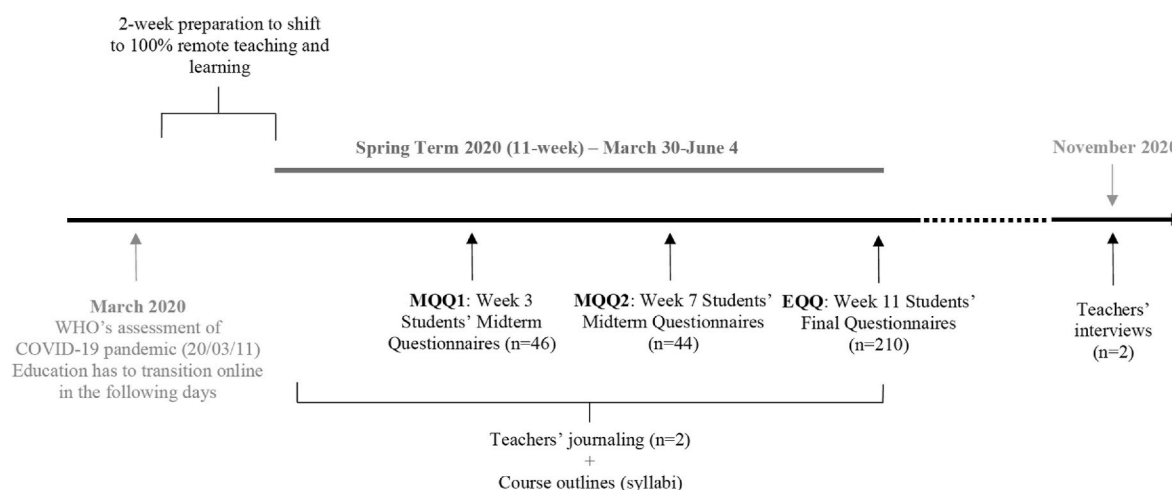 2-week preparation to shift
to 100% remote teaching and
learning
Spring Term 2020 (11-week) – March 30-June 4
November 2020
March 2020
WHO's assessment of
COVID-19 pandemic (20/03/11)
Education has to transition online
in the following days
MQQ1: Week 3
Students' Midterm
Questionnaires (n=46)
MQQ2: Week 7 Students'
Midterm Questionnaires
(n=44)
EQQ: Week 11 Students'
Final Questionnaires
(n=210)
Teachers'
interviews
(n=2)
Teachers' journaling (n=2)
+
Course outlines (syllabi)